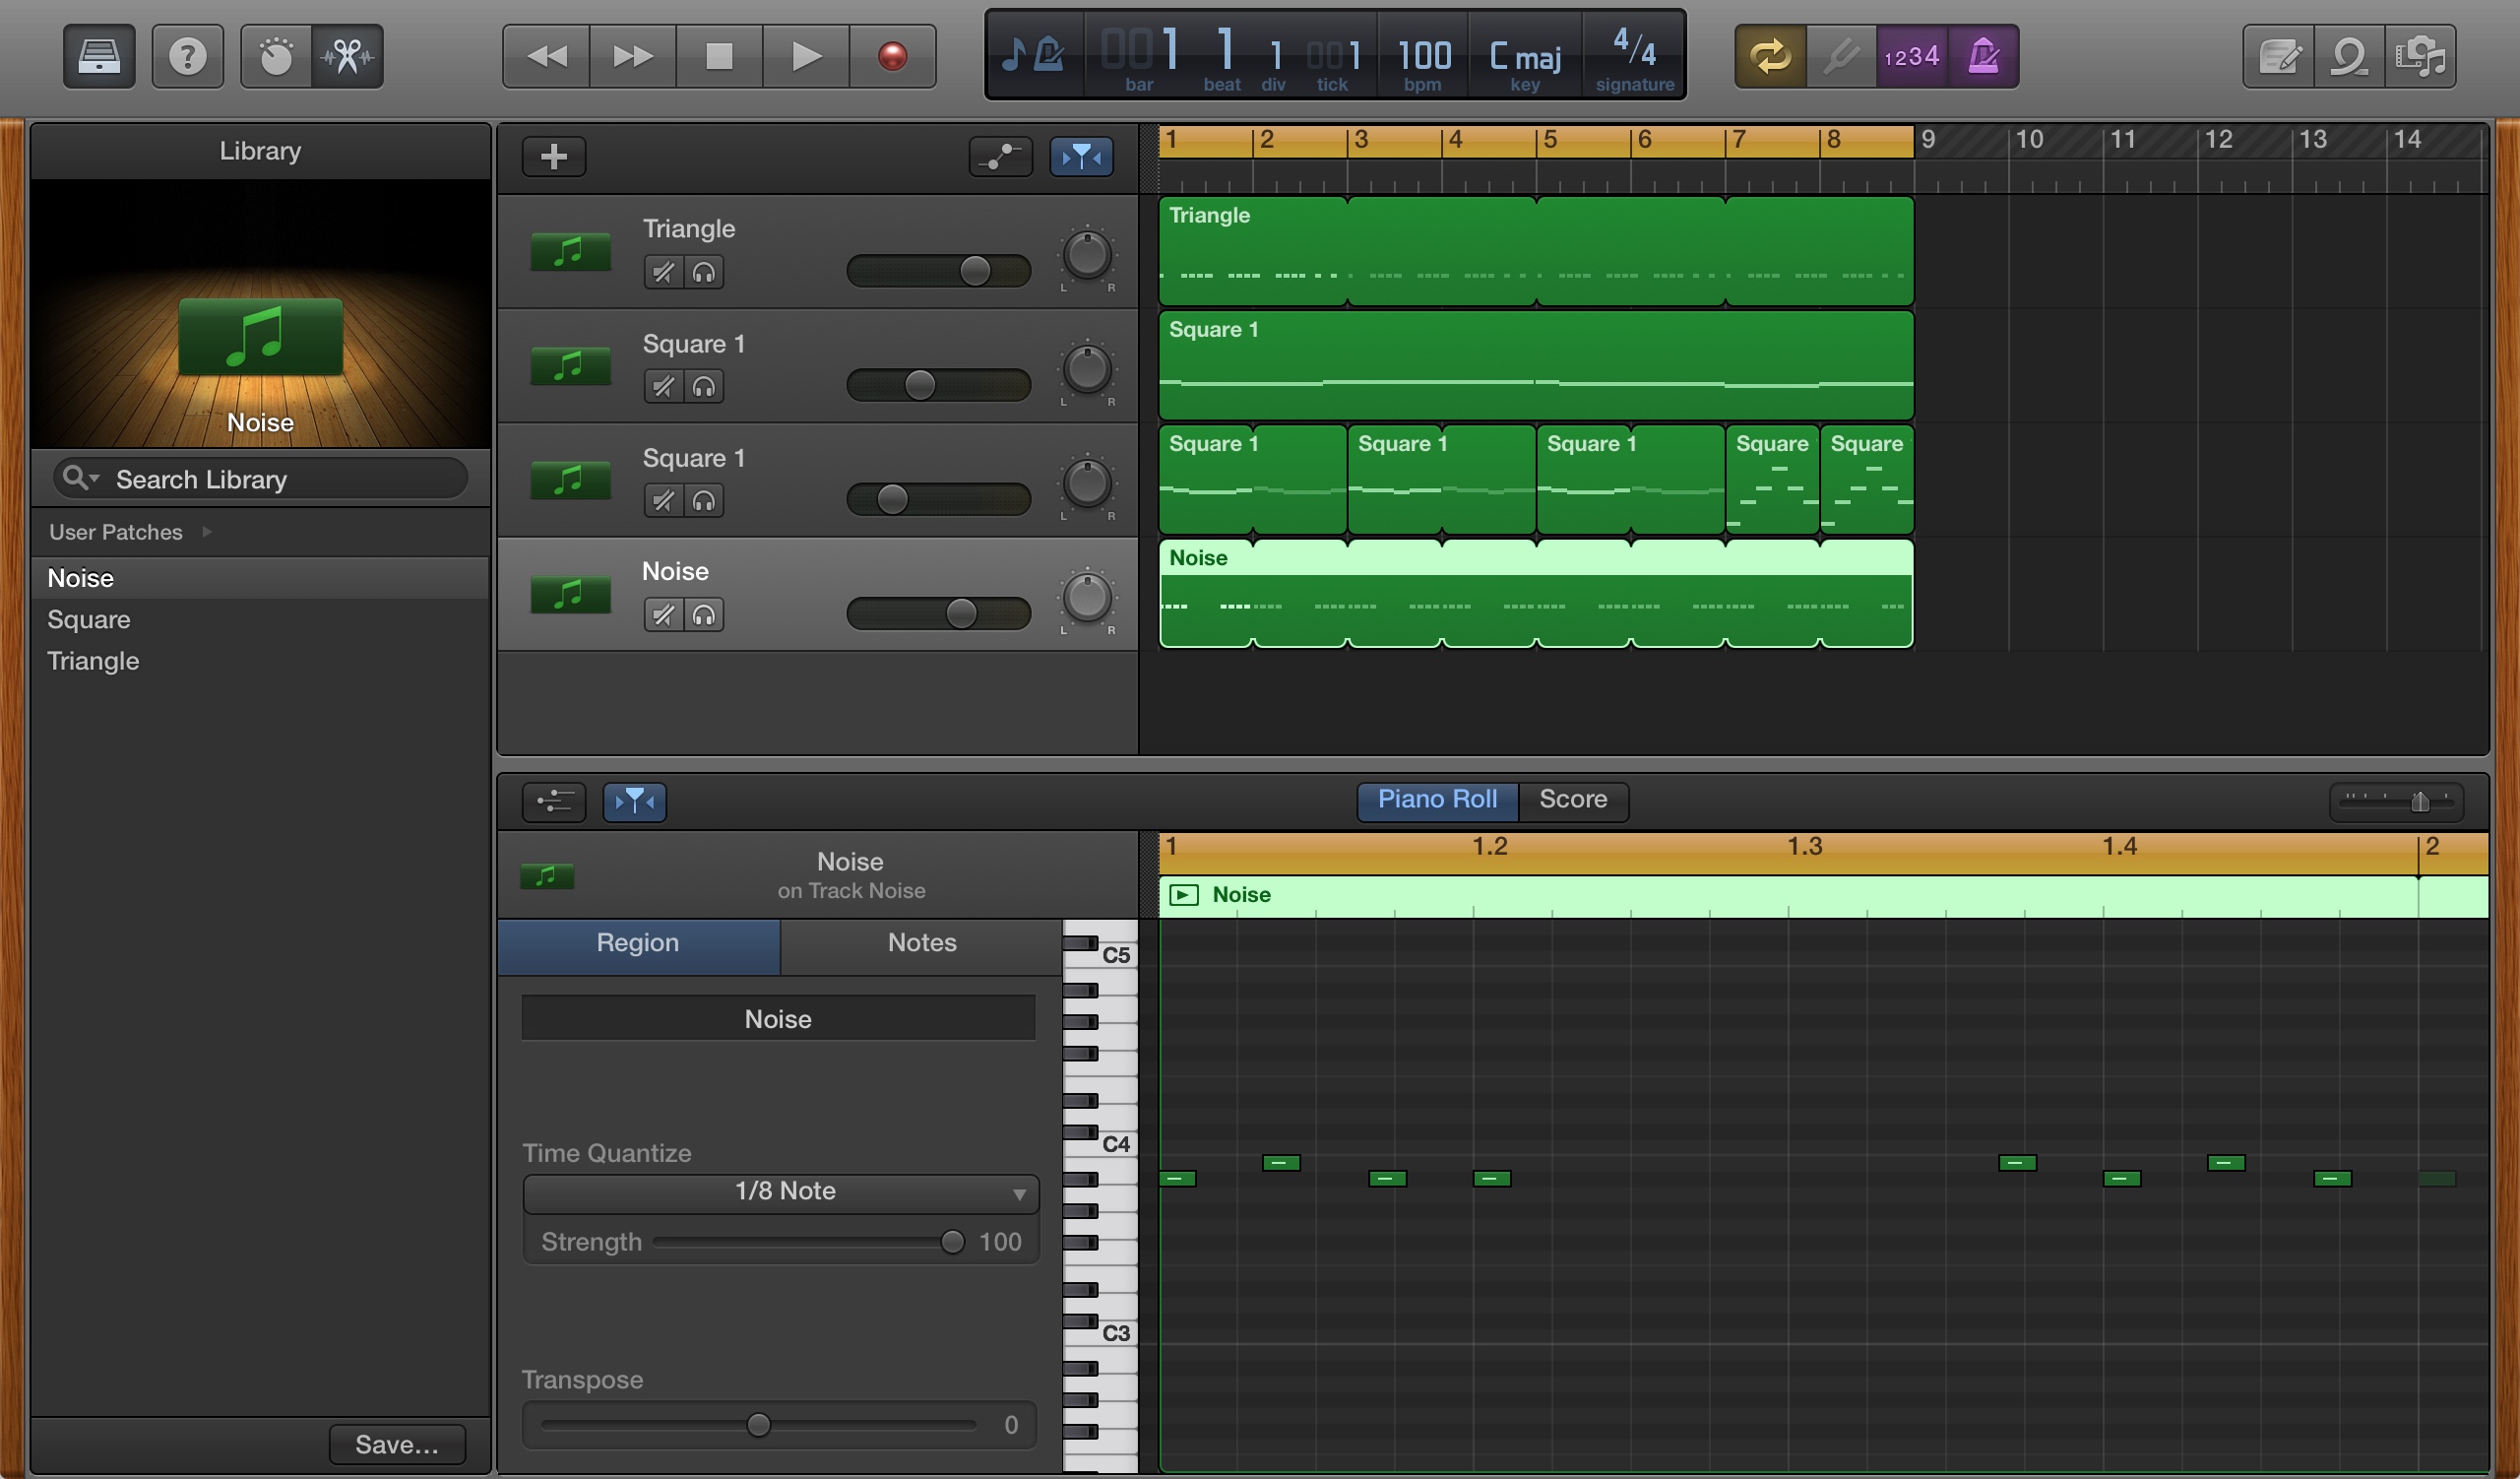 ?
001 1 1 001 100 C maj 4/4
bar beat div tick bpm key signature
1234
Library
Noise
Search Library
User Patches
Noise
Square
Triangle
Save...
1 2 3 4 5 6 7 8 9 10 11 12 13 14
Triangle
L R
Triangle
Square 1
L R
Square 1
Square 1
L R
Square 1 Square 1 Square 1 Square Square
Noise
L R
Noise
Piano Roll Score
Noise
on Track Noise
1 1.2 1.3 1.4 2
Noise
Region Notes
Noise
Time Quantize
1/8 Note
Strength 100
Transpose
0
C5
C4
C3